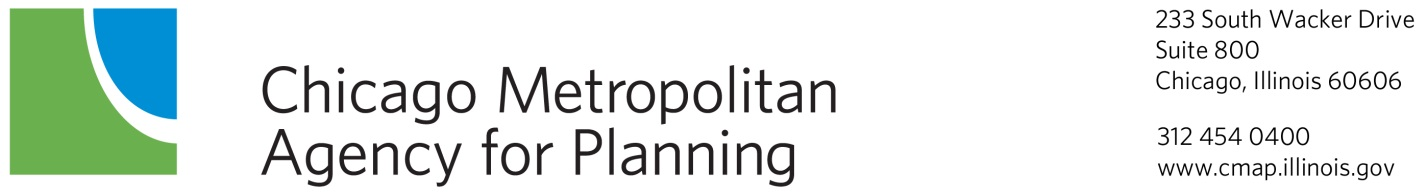 Chicago Metropolitan
Agency for Planning
233 South Wacker Drive
Suite 800
Chicago, Illinois 60606
312 454 0400
www.cmap.illinois.gov